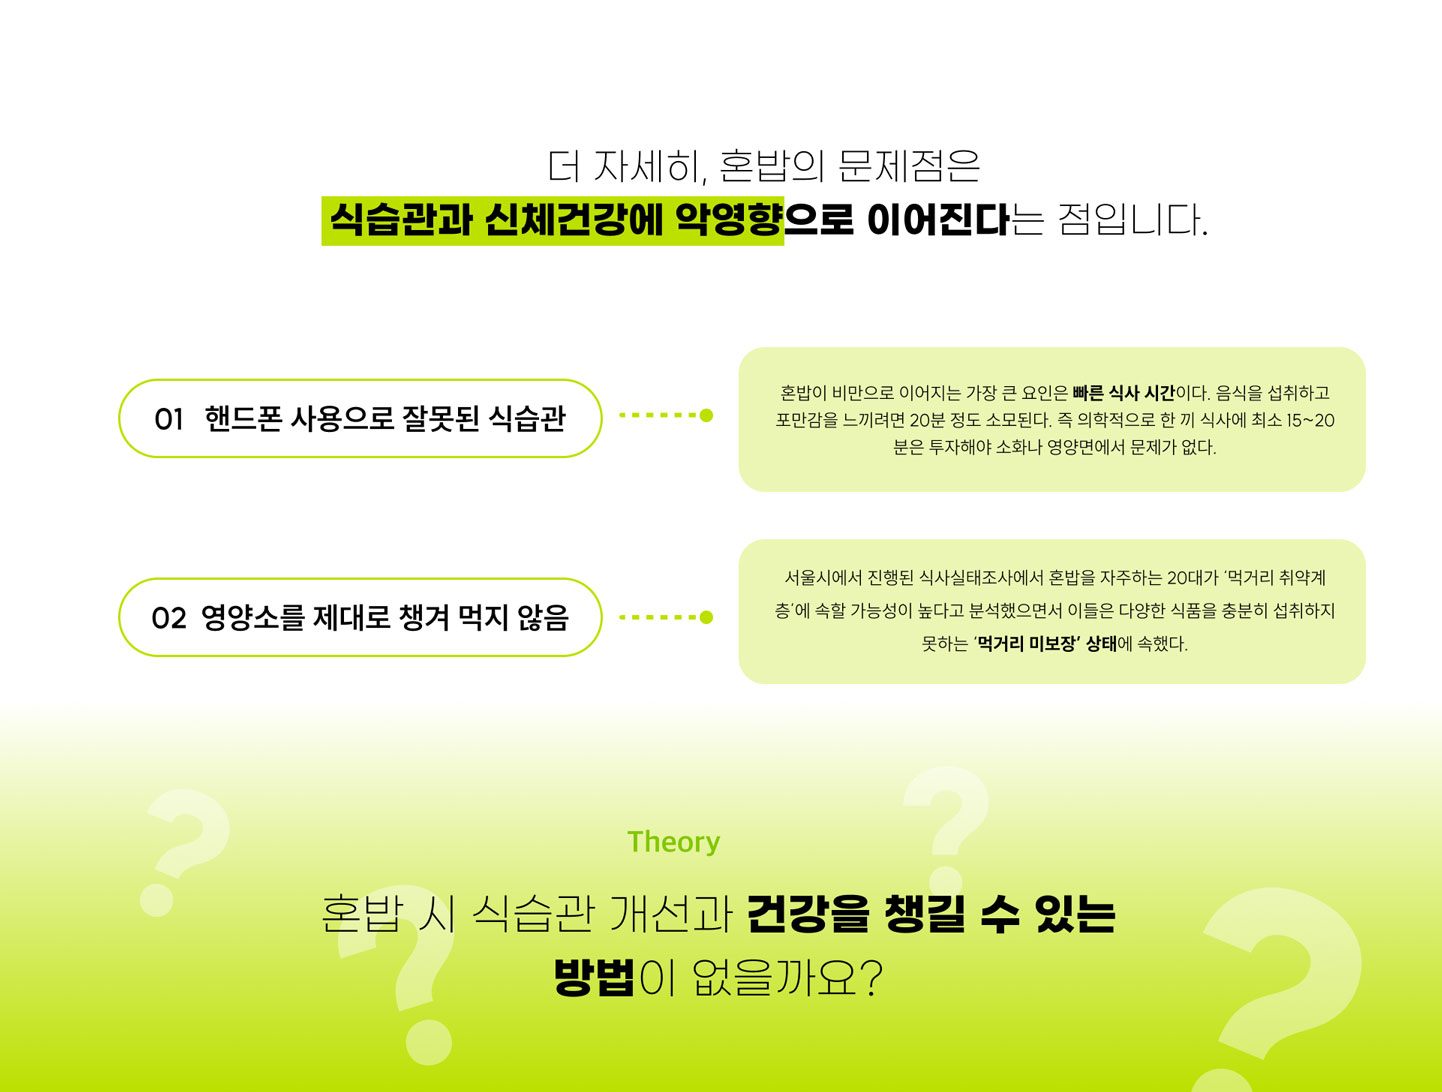 더 자세히, 혼밥의 문제점은
식습관과 신체건강에 악영향으로 이어진다는 점입니다.
01 핸드폰 사용으로 잘못된 식습관
혼밥이 비만으로 이어지는 가장 큰 요인은 빠른 식사 시간이다. 음식을 섭취하고
포만감을 느끼려면 20분 정도 소모된다. 즉 의학적으로 한 끼 식사에 최소 15~20
분은 투자해야 소화나 영양면에서 문제가 없다.
02 영양소를 제대로 챙겨 먹지 않음
서울시에서 진행된 식사실태조사에서 혼밥을 자주하는 20대가 ‘먹거리 취약계
층’에 속할 가능성이 높다고 분석했으면서 이들은 다양한 식품을 충분히 섭취하지
못하는 ‘먹거리 미보장’ 상태에 속했다.
Theory
혼밥 시 식습관 개선과 건강을 챙길 수 있는
방법이 없을까요?